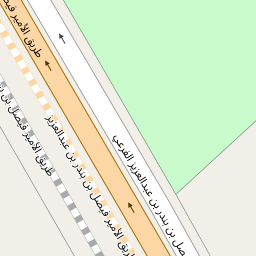 طريق الأمير فيصل
طريق الأمير فيصل بن بندر بن عبدالعزيز
طريق الأمير فيصل بن
فيصل بن بندر بن عبدالعزيز الفرعي